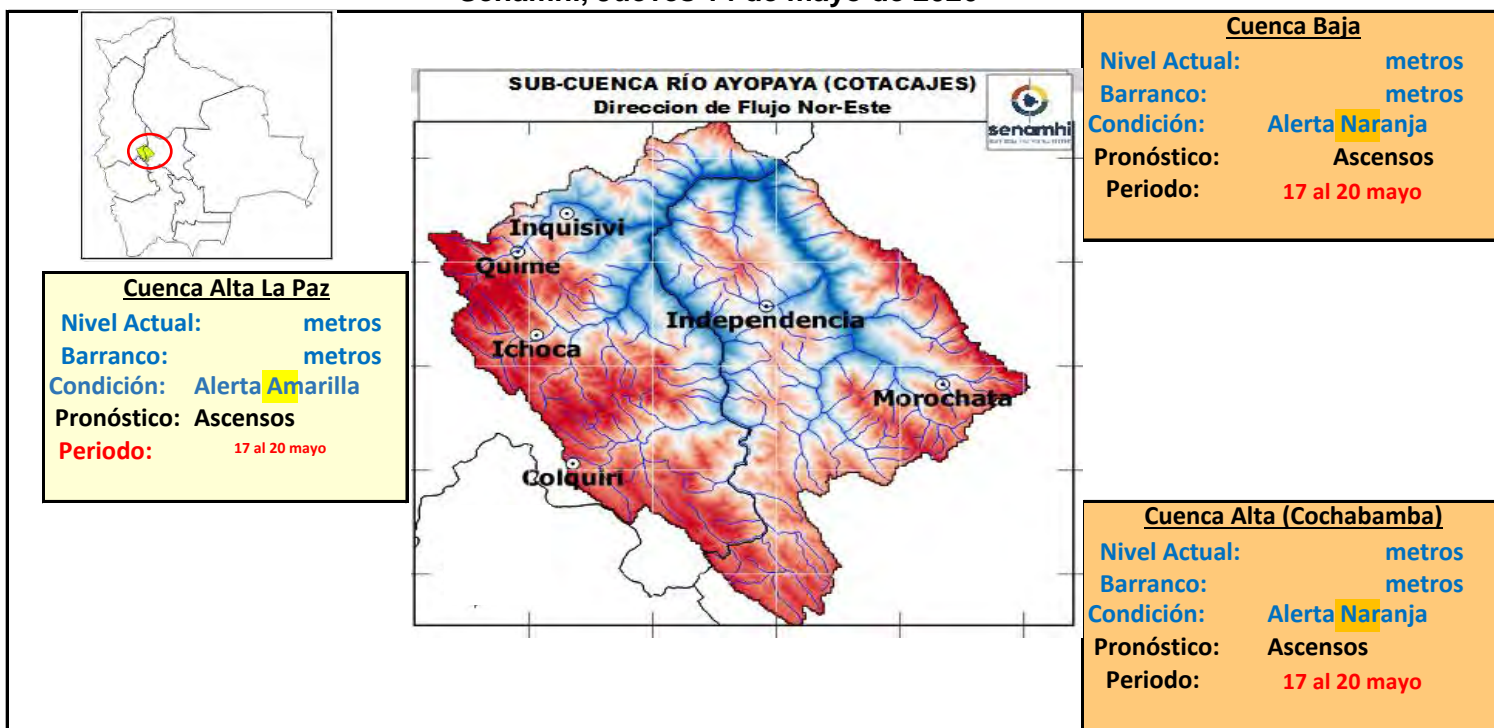 Cuenca Baja
Nivel Actual: metros
Barranco: metros
Condición: Alerta Naranja
Pronóstico: Ascensos
Periodo: 17 al 20 mayo
SUB-CUENCA RÍO AYOPAYA (COTACAJES)
Direccion de Flujo Nor-Este
senamhi
Inquisivi
Quime
Independencia
Ichoca
Morochata
Colquiri
Cuenca Alta La Paz
Nivel Actual: metros
Barranco: metros
Condición: Alerta Amarilla
Pronóstico: Ascensos
Periodo: 17 al 20 mayo
Cuenca Alta (Cochabamba)
Nivel Actual: metros
Barranco: metros
Condición: Alerta Naranja
Pronóstico: Ascensos
Periodo: 17 al 20 mayo